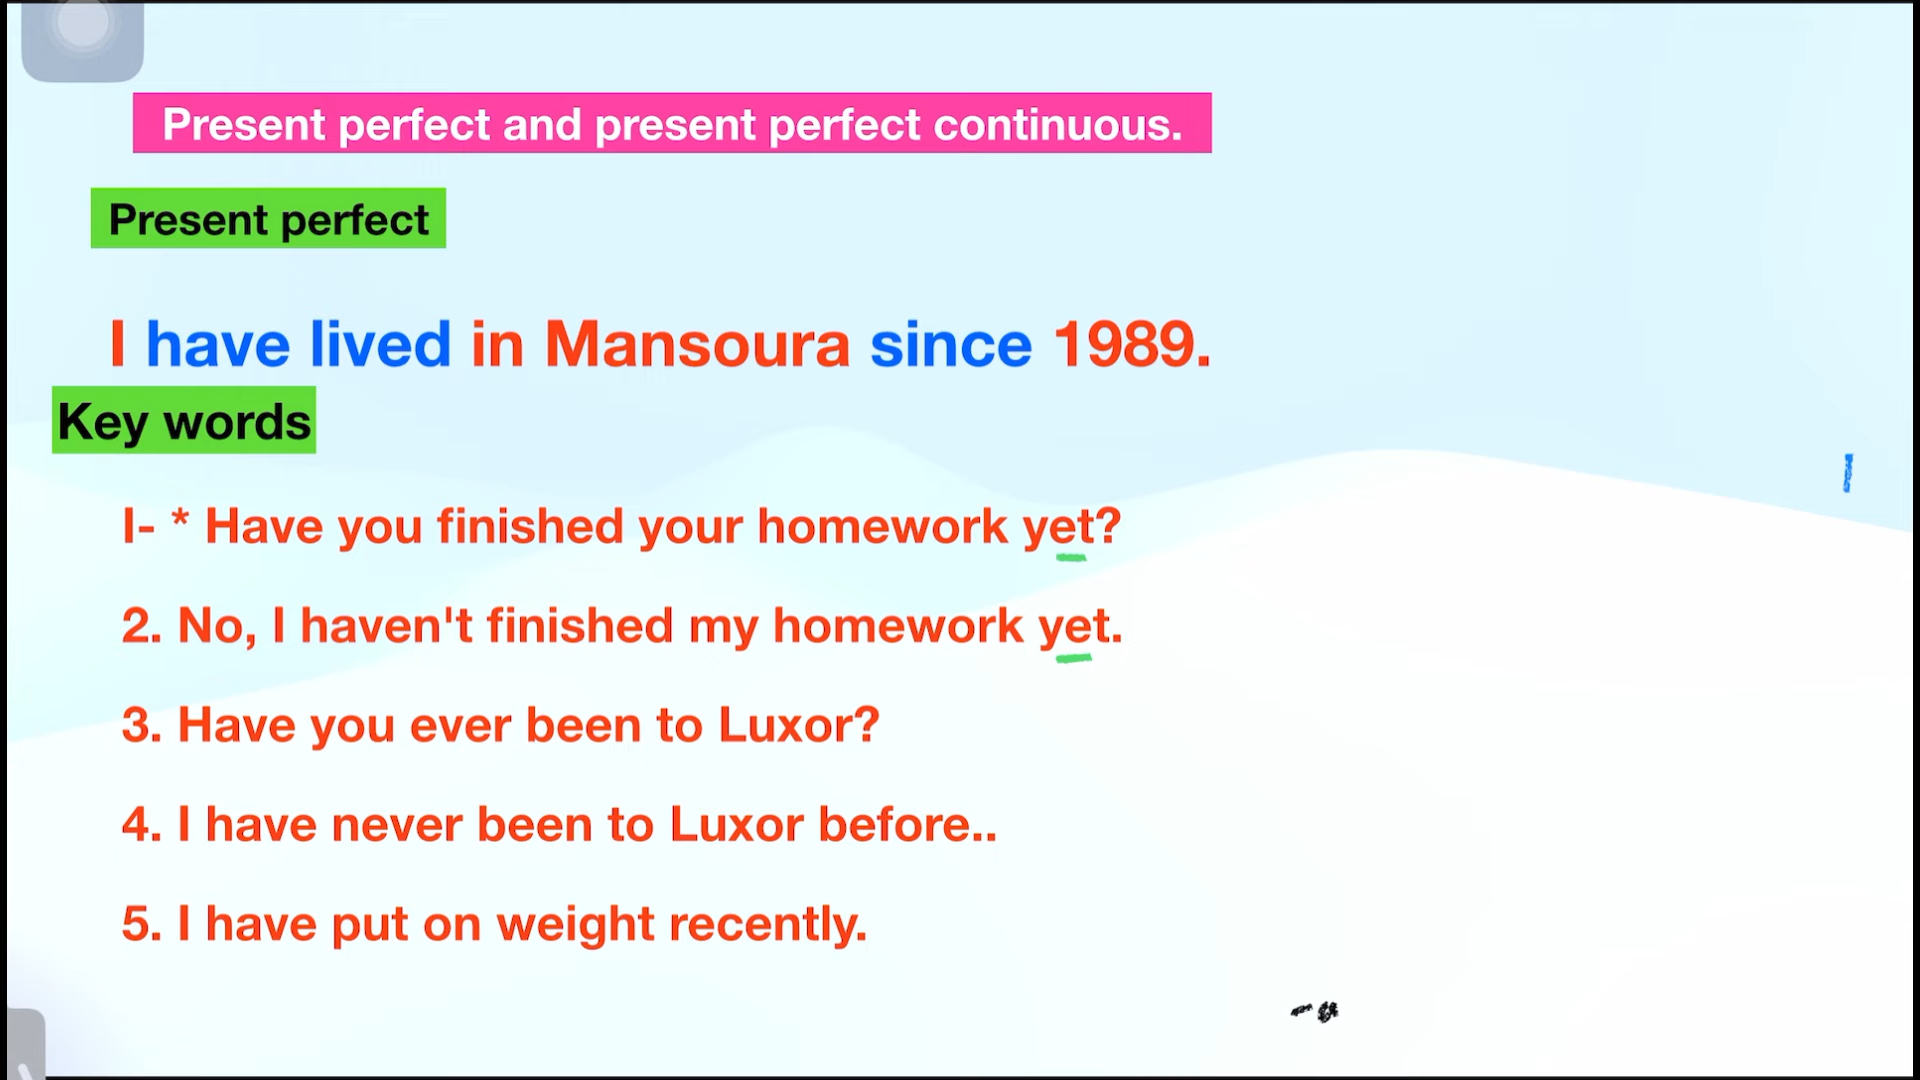 Present perfect and present perfect continuous.
Present perfect
I have lived in Mansoura since 1989.
Key words
I- * Have you finished your homework yet?
2. No, I haven't finished my homework yet.
3. Have you ever been to Luxor?
4. I have never been to Luxor before..
5. I have put on weight recently.